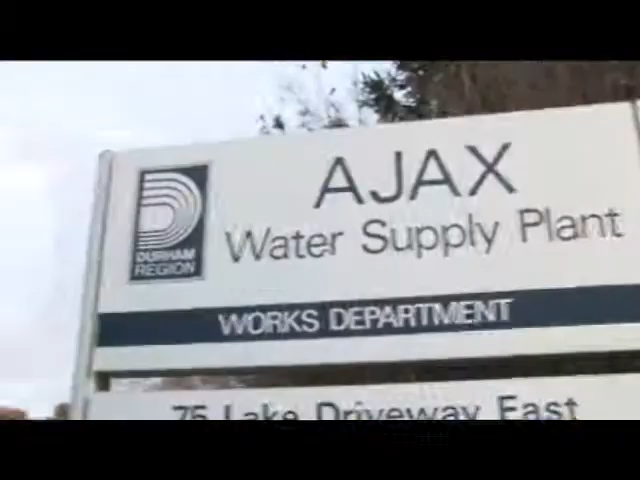 AJAX
Water Supply Plant
DURHAM
REGION
WORKS DEPARTMENT
75 Lake Driveway East